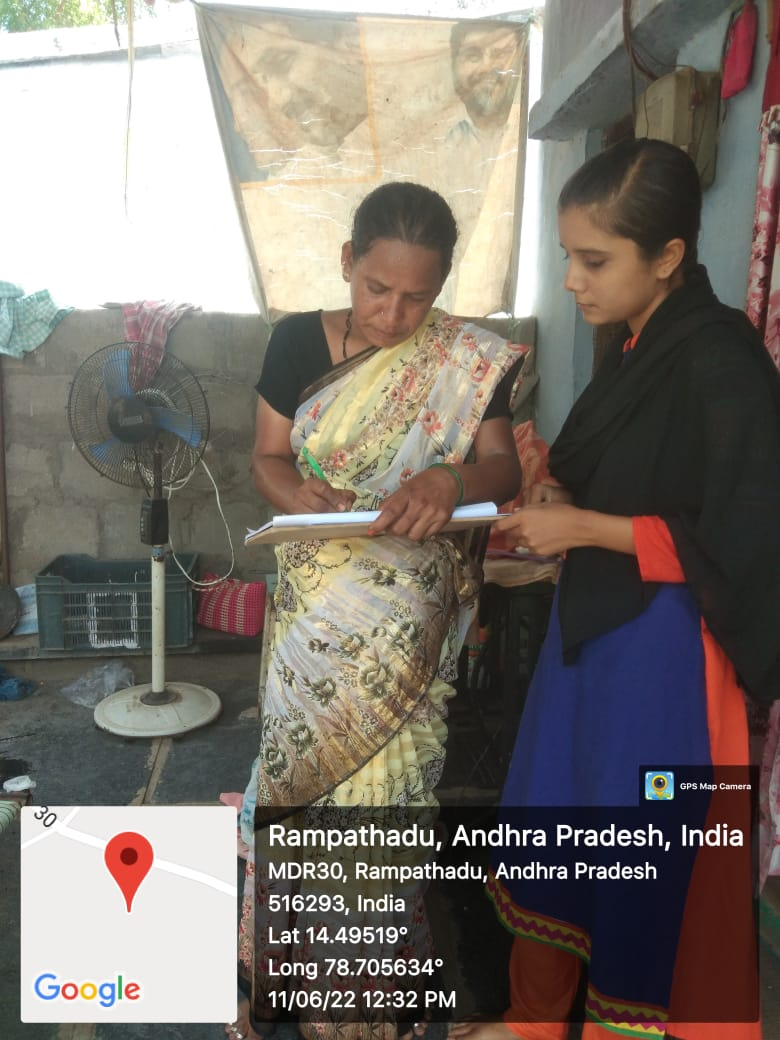 GPS Map Camera
30
Google
Rampathadu, Andhra Pradesh, India
MDR30, Rampathadu, Andhra Pradesh
516293, India
Lat 14.49519°
Long 78.705634°
11/06/22 12:32 PM